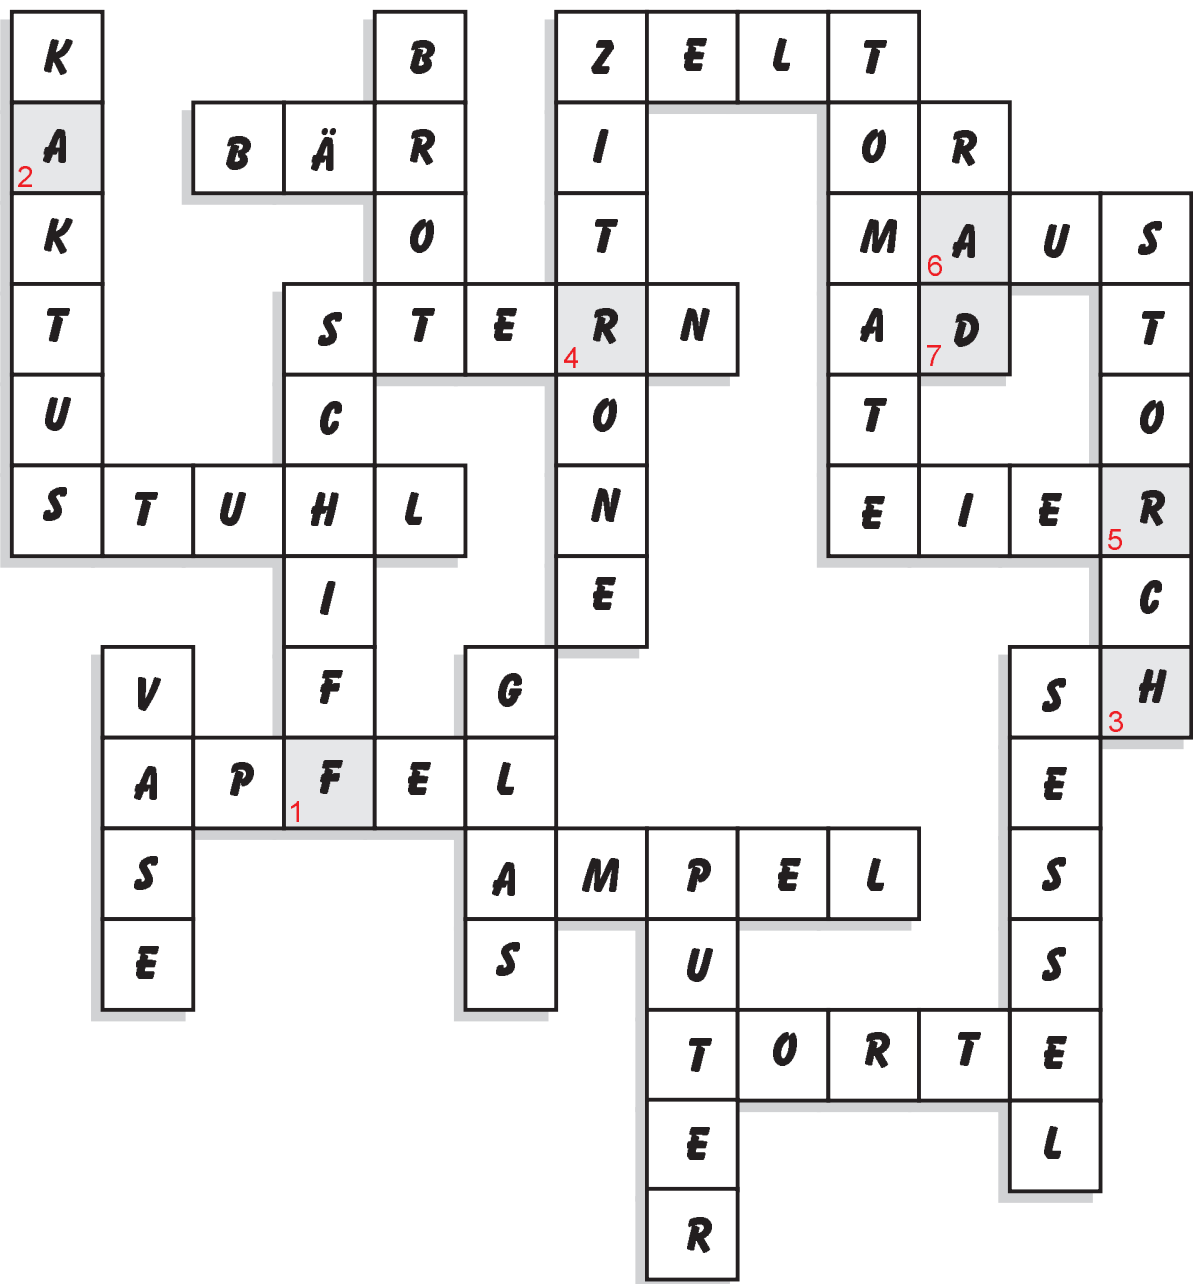 K B Z E L T
A 2 B Ä R I O R
K O T M A 6 U S
T S T E R 4 N A D 7 T
U C O T O
S T U H L N E I E R 5
I E C
V F G S H 3
A P F 1 E L E
S A M P E L S
E S U S
T O R T E
E L
R